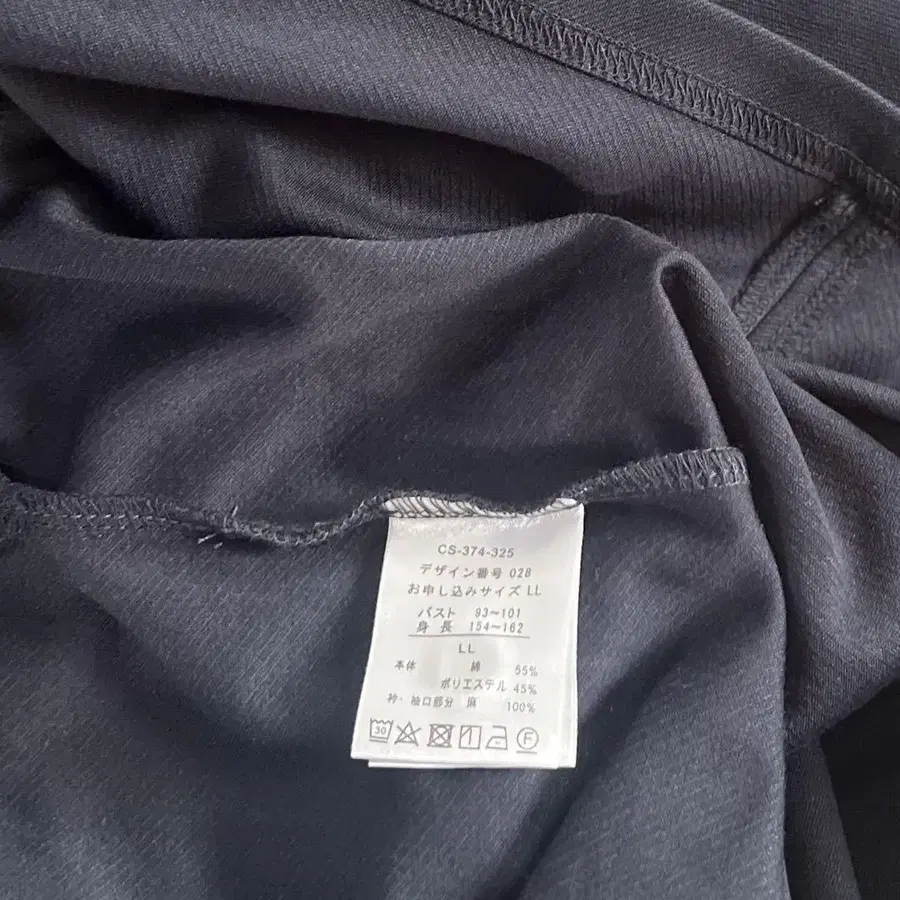 CS-374-325
デザイン番号 028
お申し込みサイズ LL
バスト 93〜101
身長 154〜162
LL
本体 綿 55%
ポリエステル 45%
衿・袖口部分 麻 100%
30
F